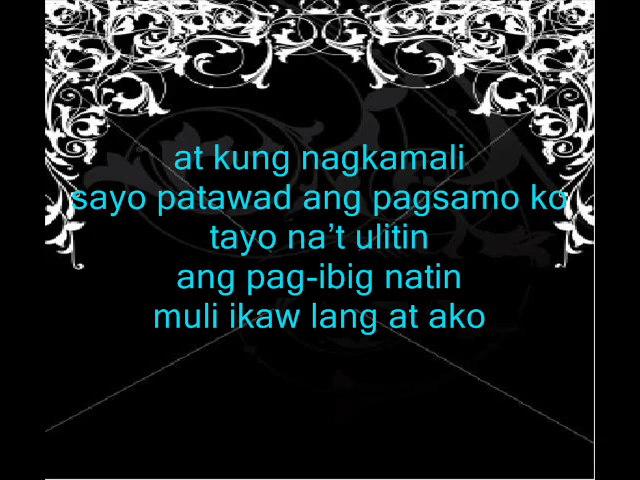 at kung nagkamali
sayo patawad ang pagsamo ko
tayo na’t ulitin
ang pag-ibig natin
muli ikaw lang at ako